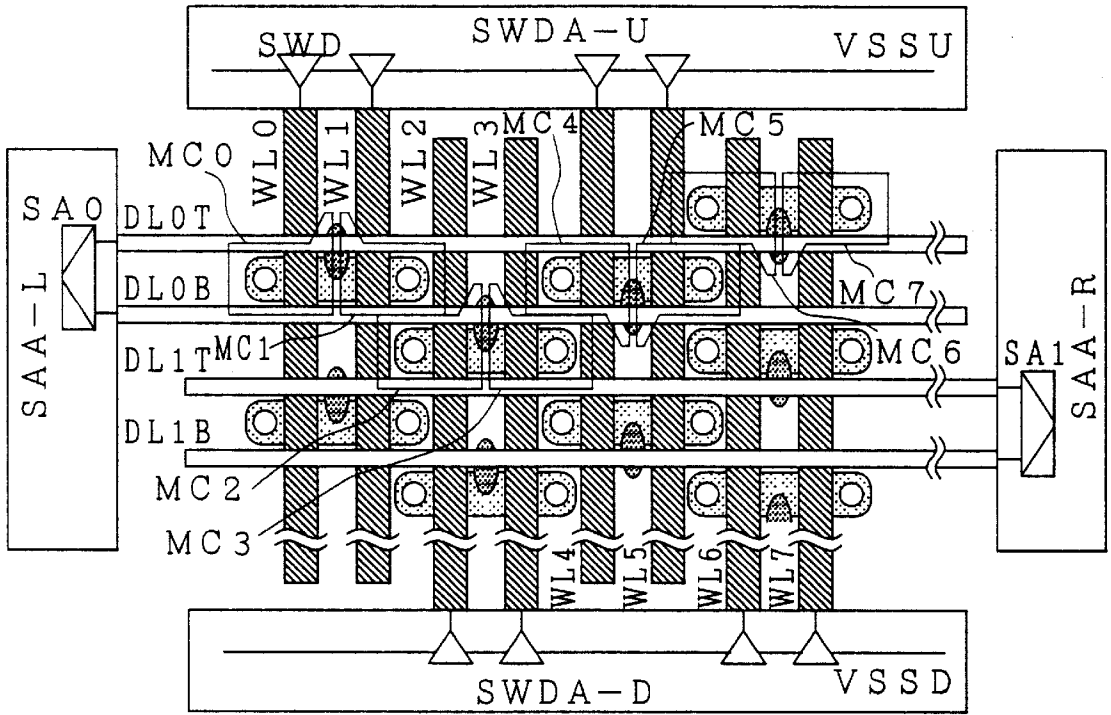 SWDA-U
SWD
VSSU
WL0
WL1
WL2
WL3
MC4
MC5
MC0
SA0
DL0T
SAA-L
DL0B
MC7
SAA-R
MC1
MC6
DL1T
SA1
DL1B
MC2
MC3
WL4
WL5
WL6
WL7
SWDA-D
VSSD